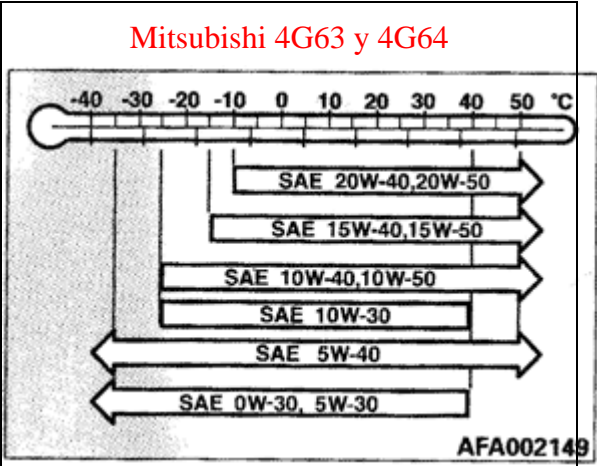 Mitsubishi 4G63 y 4G64
-40 -30 -20 -10 0 10 20 30 40 50 °C
SAE 20W-40,20W-50
SAE 15W-40,15W-50
SAE 10W-40,10W-50
SAE 10W-30
SAE 5W-40
SAE 0W-30, 5W-30
AFA002149